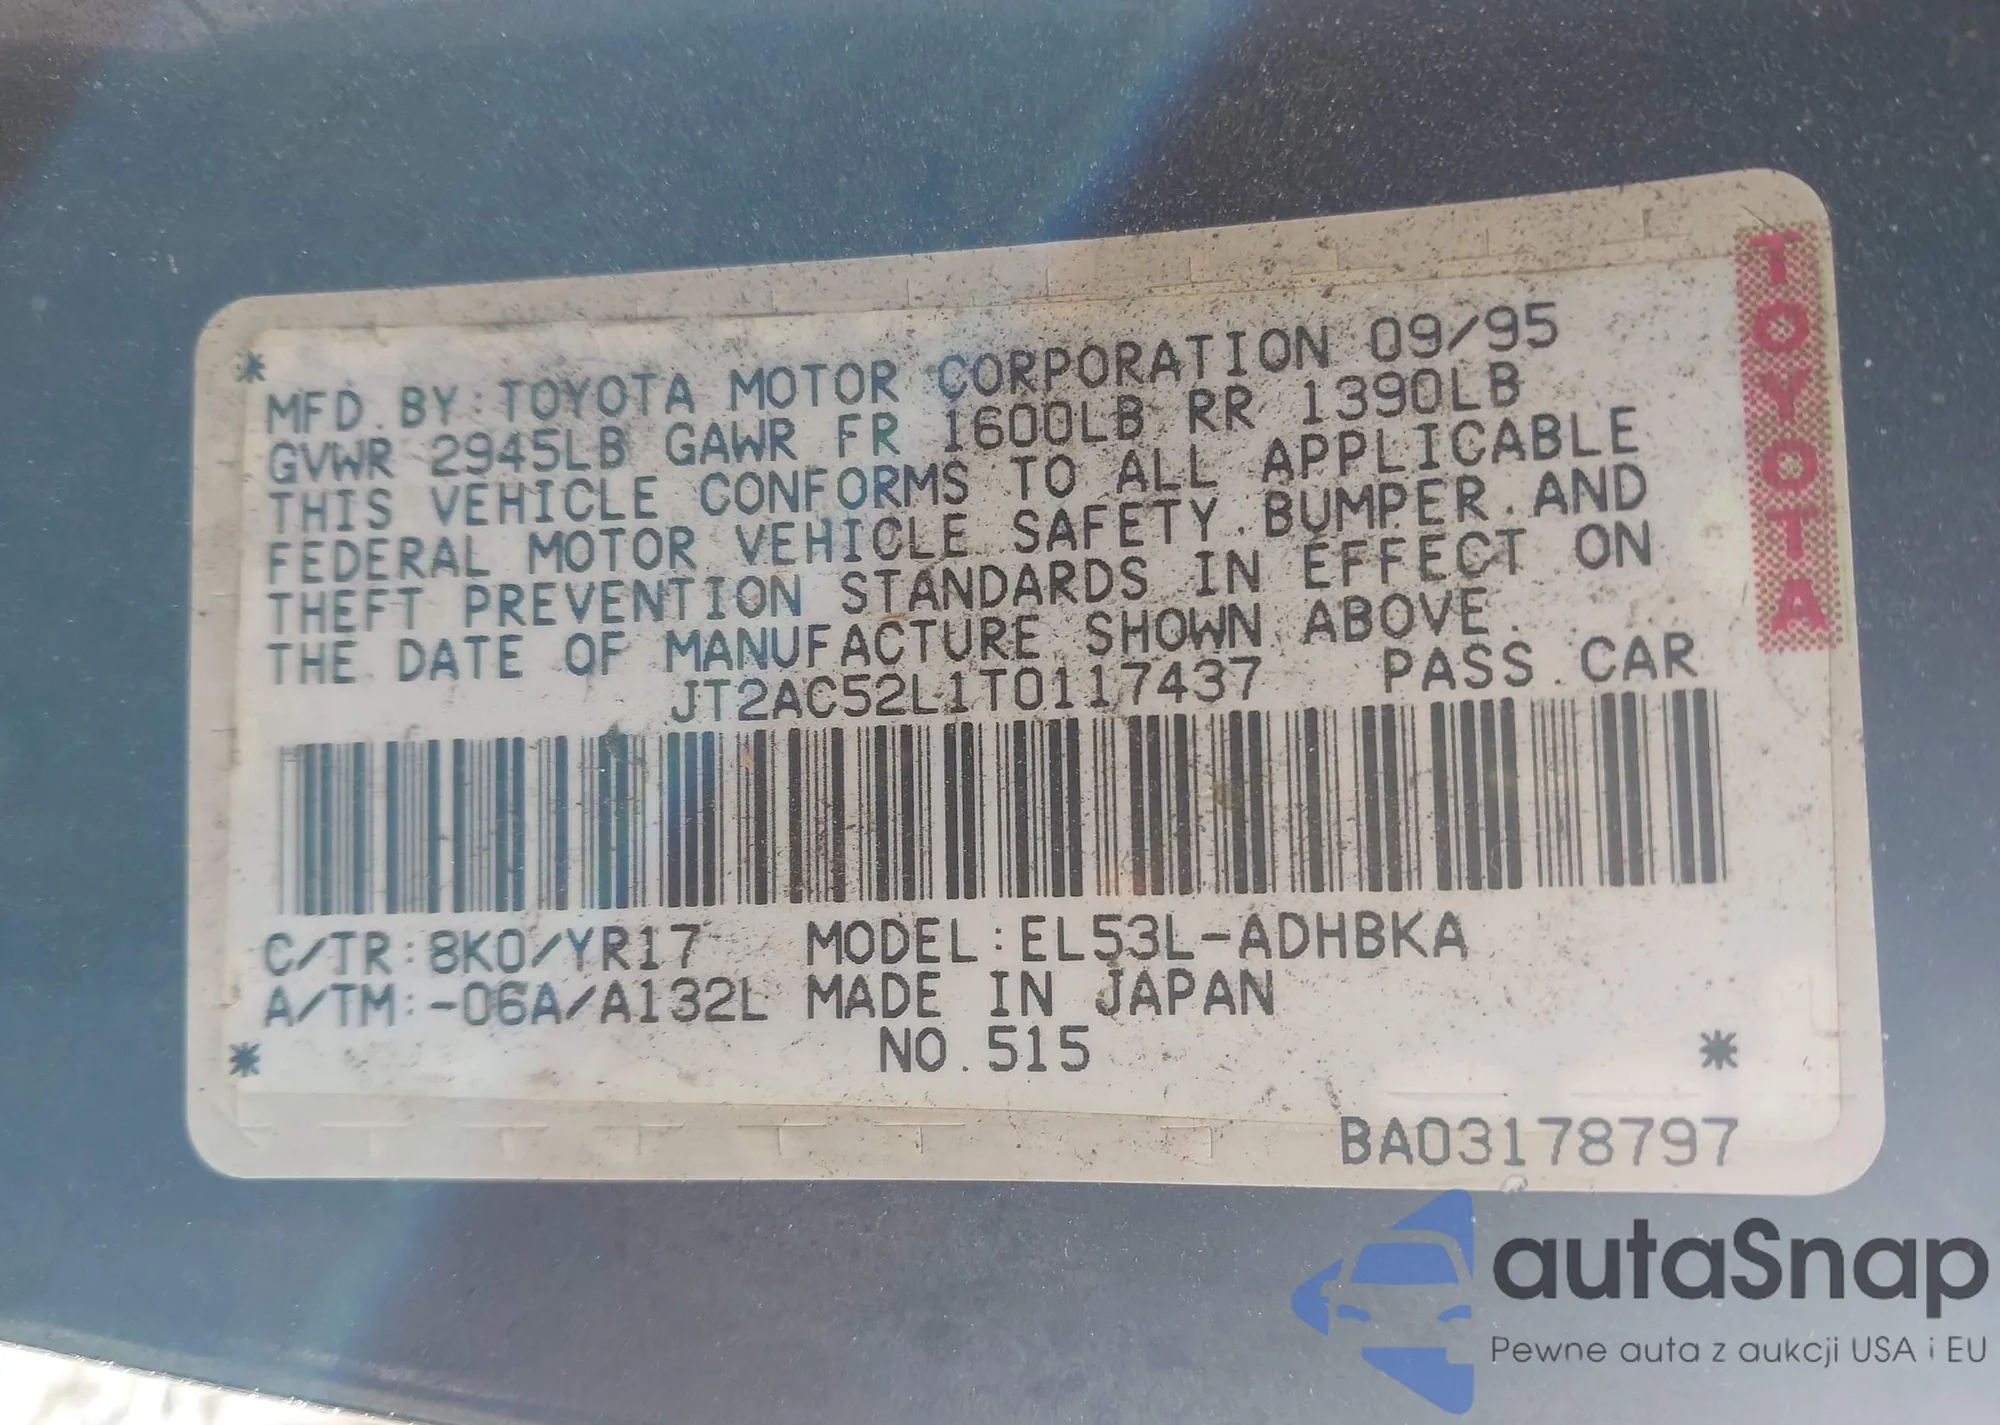 *
MFD. BY: TOYOTA MOTOR CORPORATION 09/95
GVWR 2945LB GAWR FR 1600LB RR 1390LB
THIS VEHICLE CONFORMS TO ALL APPLICABLE
FEDERAL MOTOR VEHICLE SAFETY, BUMPER, AND
THEFT PREVENTION STANDARDS IN EFFECT ON
THE DATE OF MANUFACTURE SHOWN ABOVE.
JT2AC52L1T0117437 PASS. CAR
C/TR: 8K0/YR17 MODEL: EL53L-ADHBKA
A/TM: -06A/A132L MADE IN JAPAN
NO. 515
* *
BA03178797
TOYOTA
autaSnap
Pewne auta z aukcji USA i EU